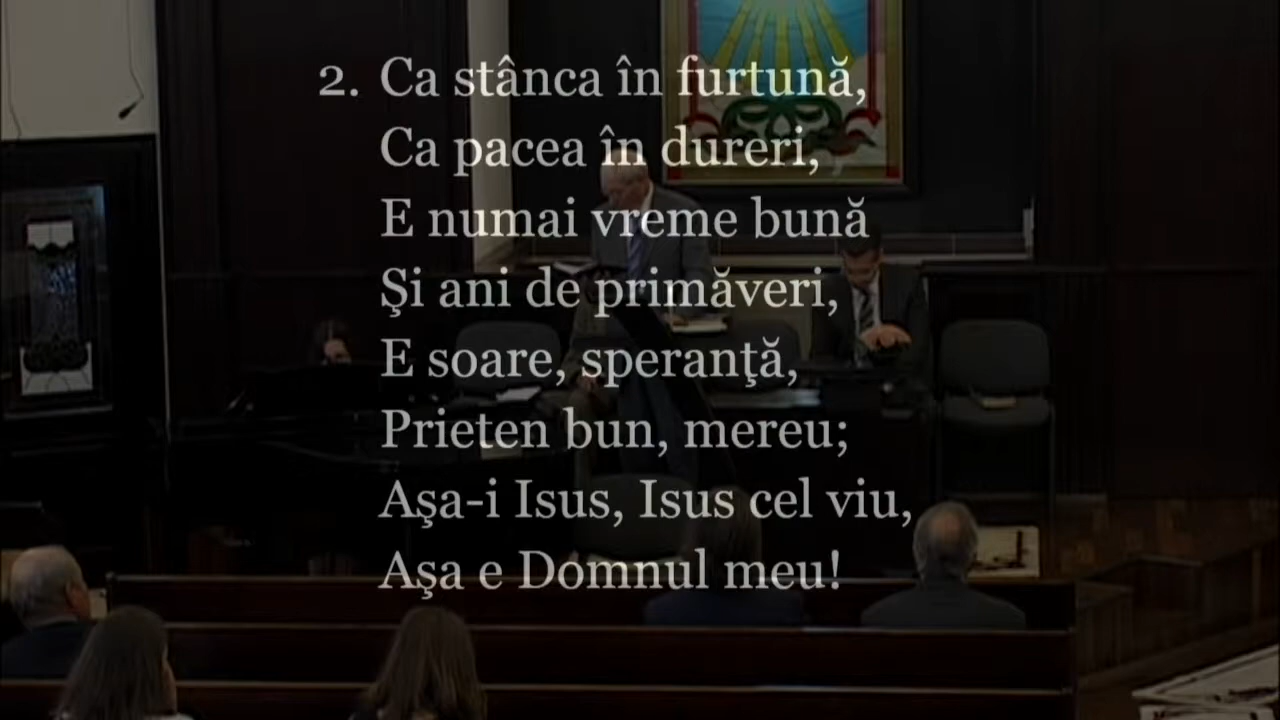 2. Ca stânca în furtună,
Ca pacea în dureri,
E numai vreme bună
Şi ani de primăveri,
E soare, speranţă,
Prieten bun, mereu;
Aşa-i Isus, Isus cel viu,
Aşa e Domnul meu!